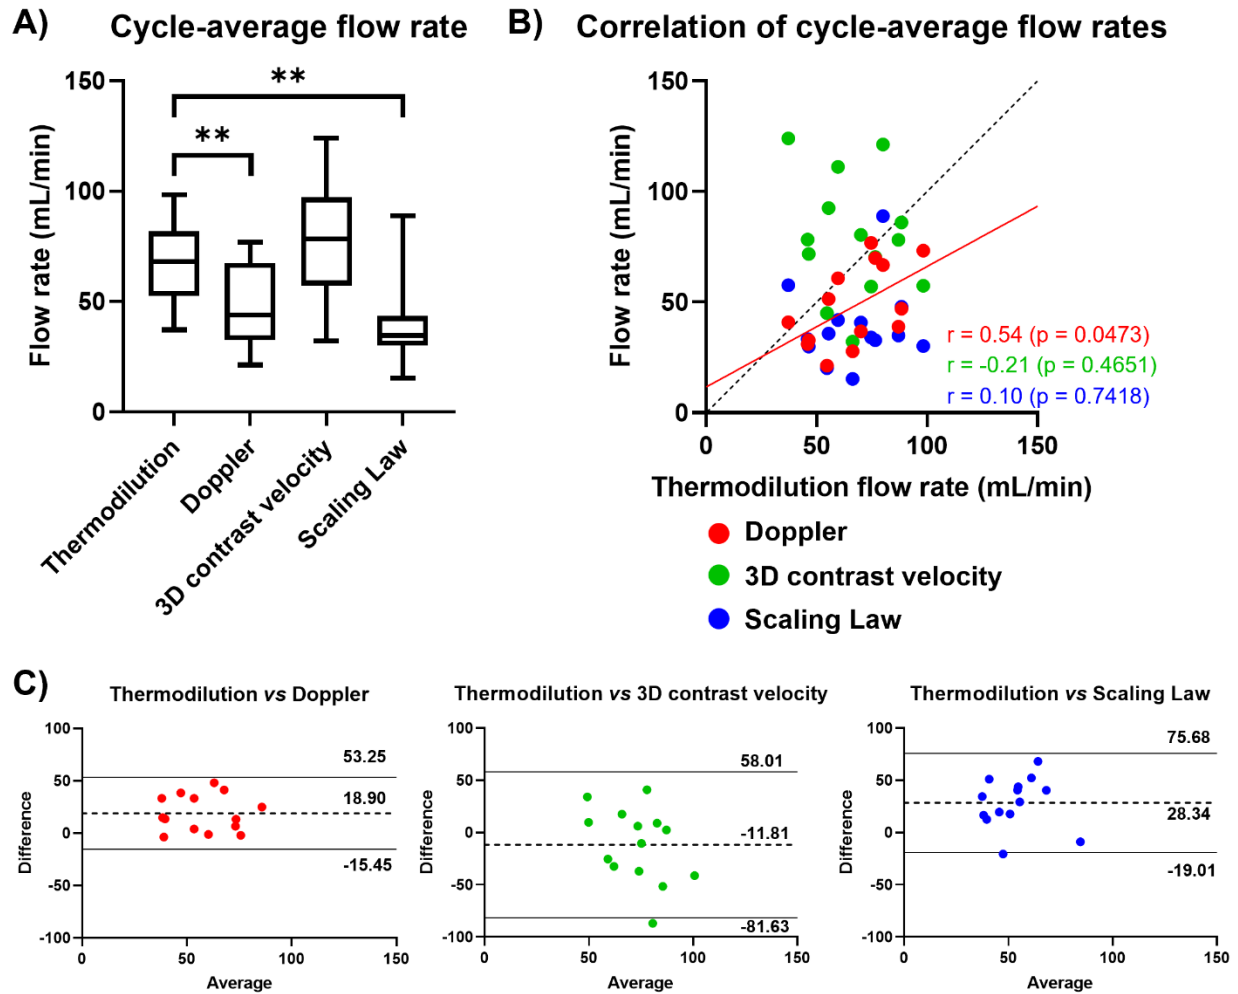 A) Cycle-average flow rate
Flow rate (mL/min)
150
100
50
0
**
**
Thermodilution
Doppler
3D contrast velocity
Scaling Law
B) Correlation of cycle-average flow rates
Flow rate (mL/min)
150
100
50
0
r = 0.54 (p = 0.0473)
r = -0.21 (p = 0.4651)
r = 0.10 (p = 0.7418)
0 50 100 150
Thermodilution flow rate (mL/min)
Doppler
3D contrast velocity
Scaling Law
C)
Thermodilution vs Doppler
Difference
100
50
0
-50
-100
53.25
18.90
-15.45
0 50 100 150
Average
Thermodilution vs 3D contrast velocity
Difference
100
50
0
-50
-100
58.01
-11.81
-81.63
0 50 100 150
Average
Thermodilution vs Scaling Law
Difference
100
50
0
-50
-100
75.68
28.34
-19.01
0 50 100 150
Average